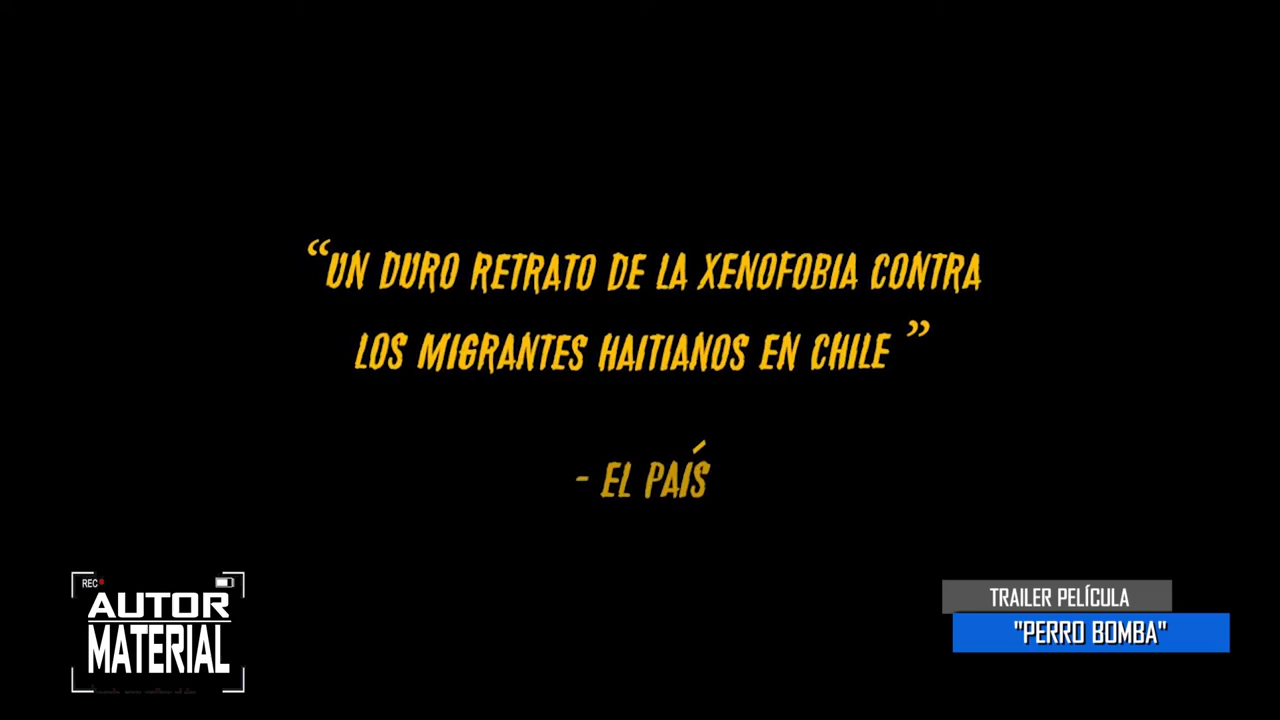 “UN DURO RETRATO DE LA XENOFOBIA CONTRA
LOS MIGRANTES HAITIANOS EN CHILE ”
- EL PAÍS
REC
AUTOR
MATERIAL
TRAILER PELÍCULA
"PERRO BOMBA"